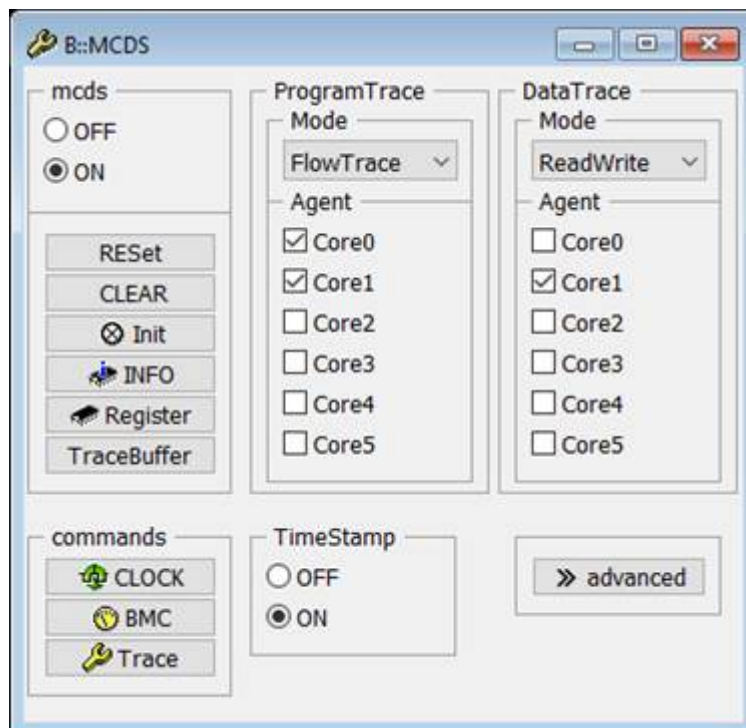 B::MCDS
mcds
OFF
ON
RESet
CLEAR
Init
INFO
Register
TraceBuffer
ProgramTrace
Mode
FlowTrace
Agent
Core0
Core1
Core2
Core3
Core4
Core5
DataTrace
Mode
ReadWrite
Agent
Core0
Core1
Core2
Core3
Core4
Core5
commands
CLOCK
BMC
Trace
TimeStamp
OFF
ON
advanced